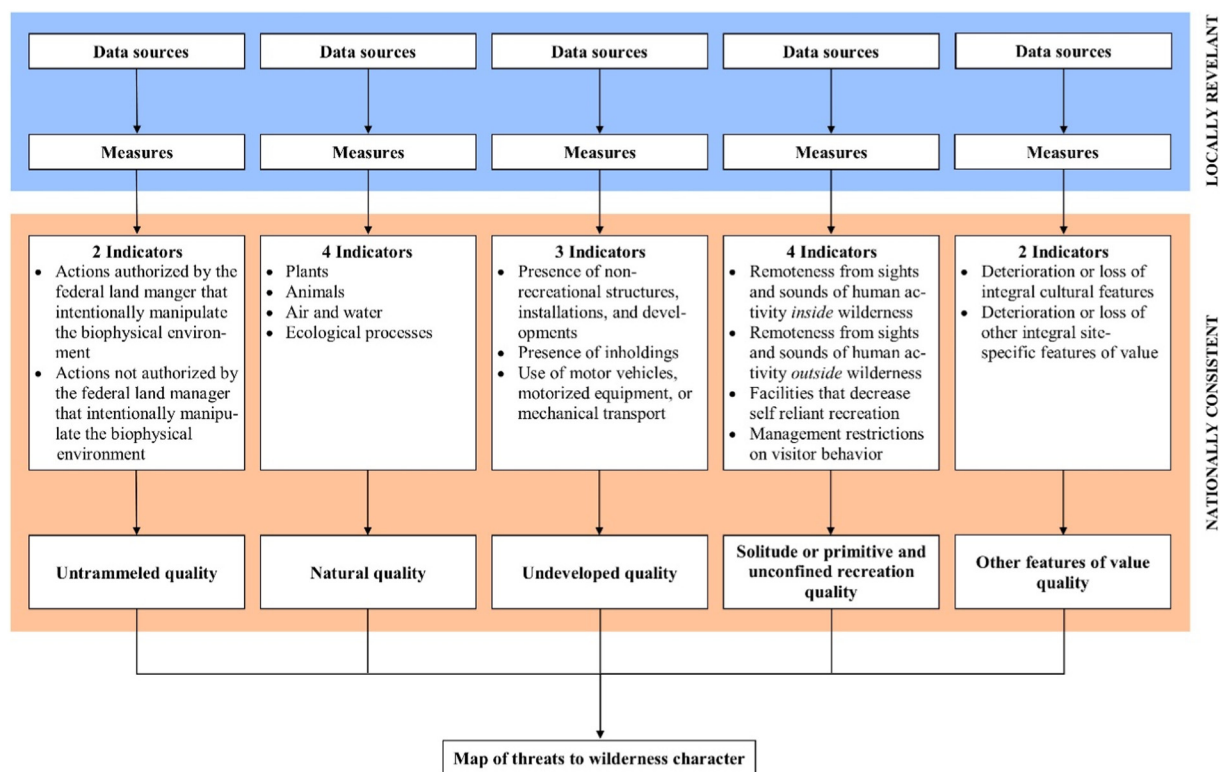 Data sources
Data sources
Data sources
Data sources
Data sources
Measures
Measures
Measures
Measures
Measures
LOCALLY REVELANT
2 Indicators
• Actions authorized by the
federal land manger that
intentionally manipulate
the biophysical environ-
ment
• Actions not authorized by
the federal land manager
that intentionally manipu-
late the biophysical
environment
4 Indicators
• Plants
• Animals
• Air and water
• Ecological processes
3 Indicators
• Presence of non-
recreational structures,
installations, and devel-
opments
• Presence of inholdings
• Use of motor vehicles,
motorized equipment, or
mechanical transport
4 Indicators
• Remoteness from sights
and sounds of human ac-
tivity inside wilderness
• Remoteness from sights
and sounds of human ac-
tivity outside wilderness
• Facilities that decrease
self reliant recreation
• Management restrictions
on visitor behavior
2 Indicators
• Deterioration or loss of
integral cultural features
• Deterioration or loss of
other integral site-
specific features of value
NATIONALLY CONSISTENT
Untrammeled quality
Natural quality
Undeveloped quality
Solitude or primitive and
unconfined recreation
quality
Other features of value
quality
Map of threats to wilderness character